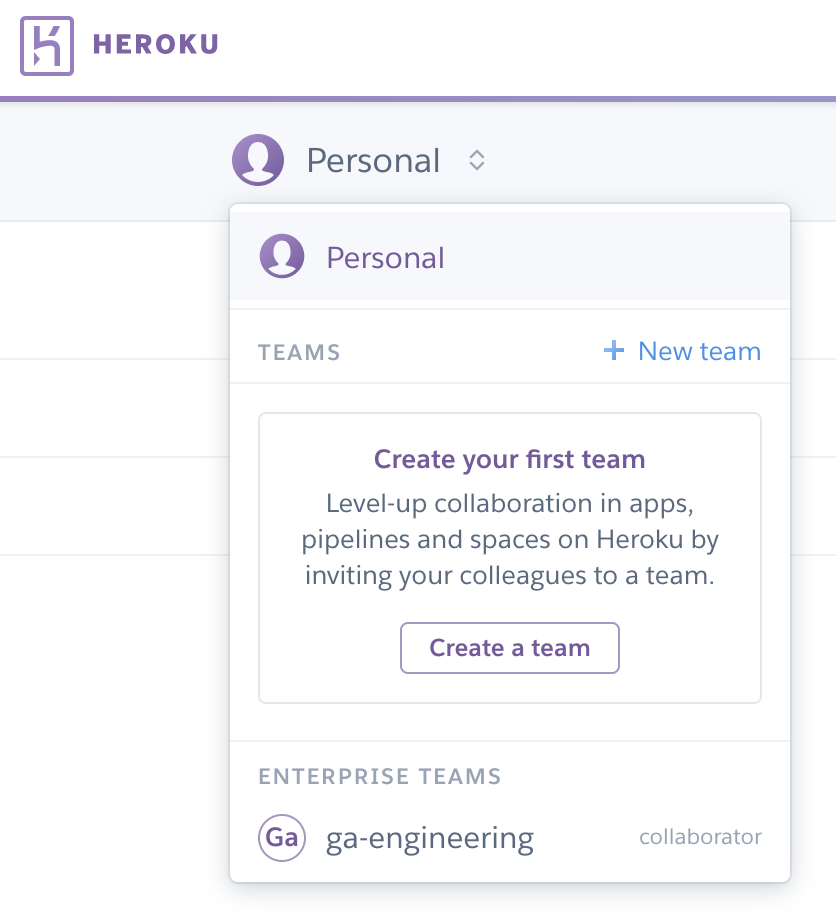 HEROKU
Personal
Personal
TEAMS
+ New team
Create your first team
Level-up collaboration in apps,
pipelines and spaces on Heroku by
inviting your colleagues to a team.
Create a team
ENTERPRISE TEAMS
Ga ga-engineering collaborator